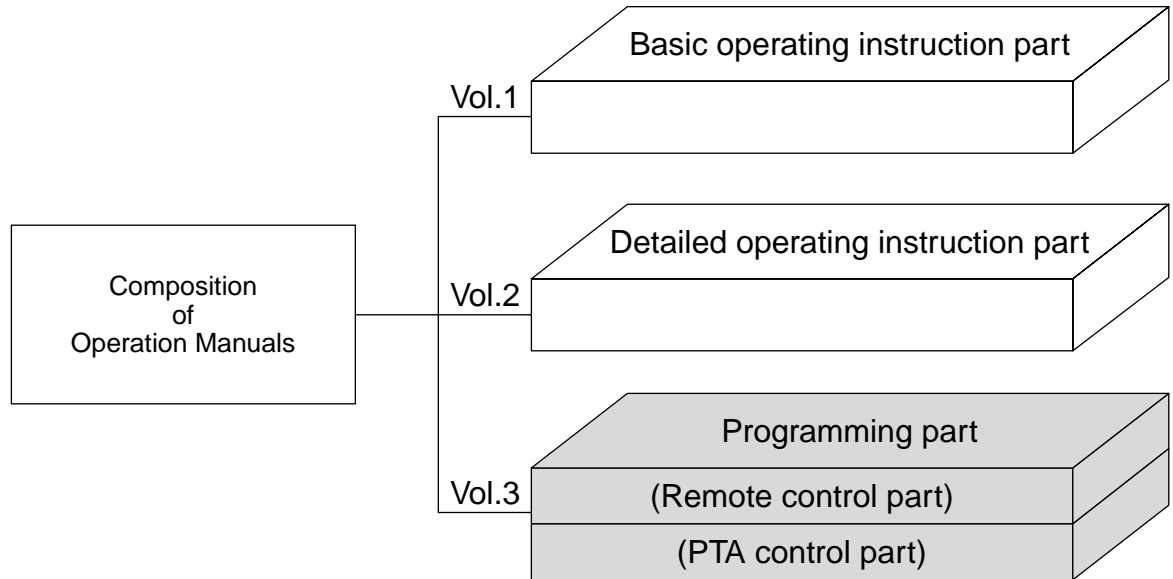 Composition
of
Operation Manuals
Vol.1
Basic operating instruction part
Vol.2
Detailed operating instruction part
Vol.3
Programming part
(Remote control part)
(PTA control part)